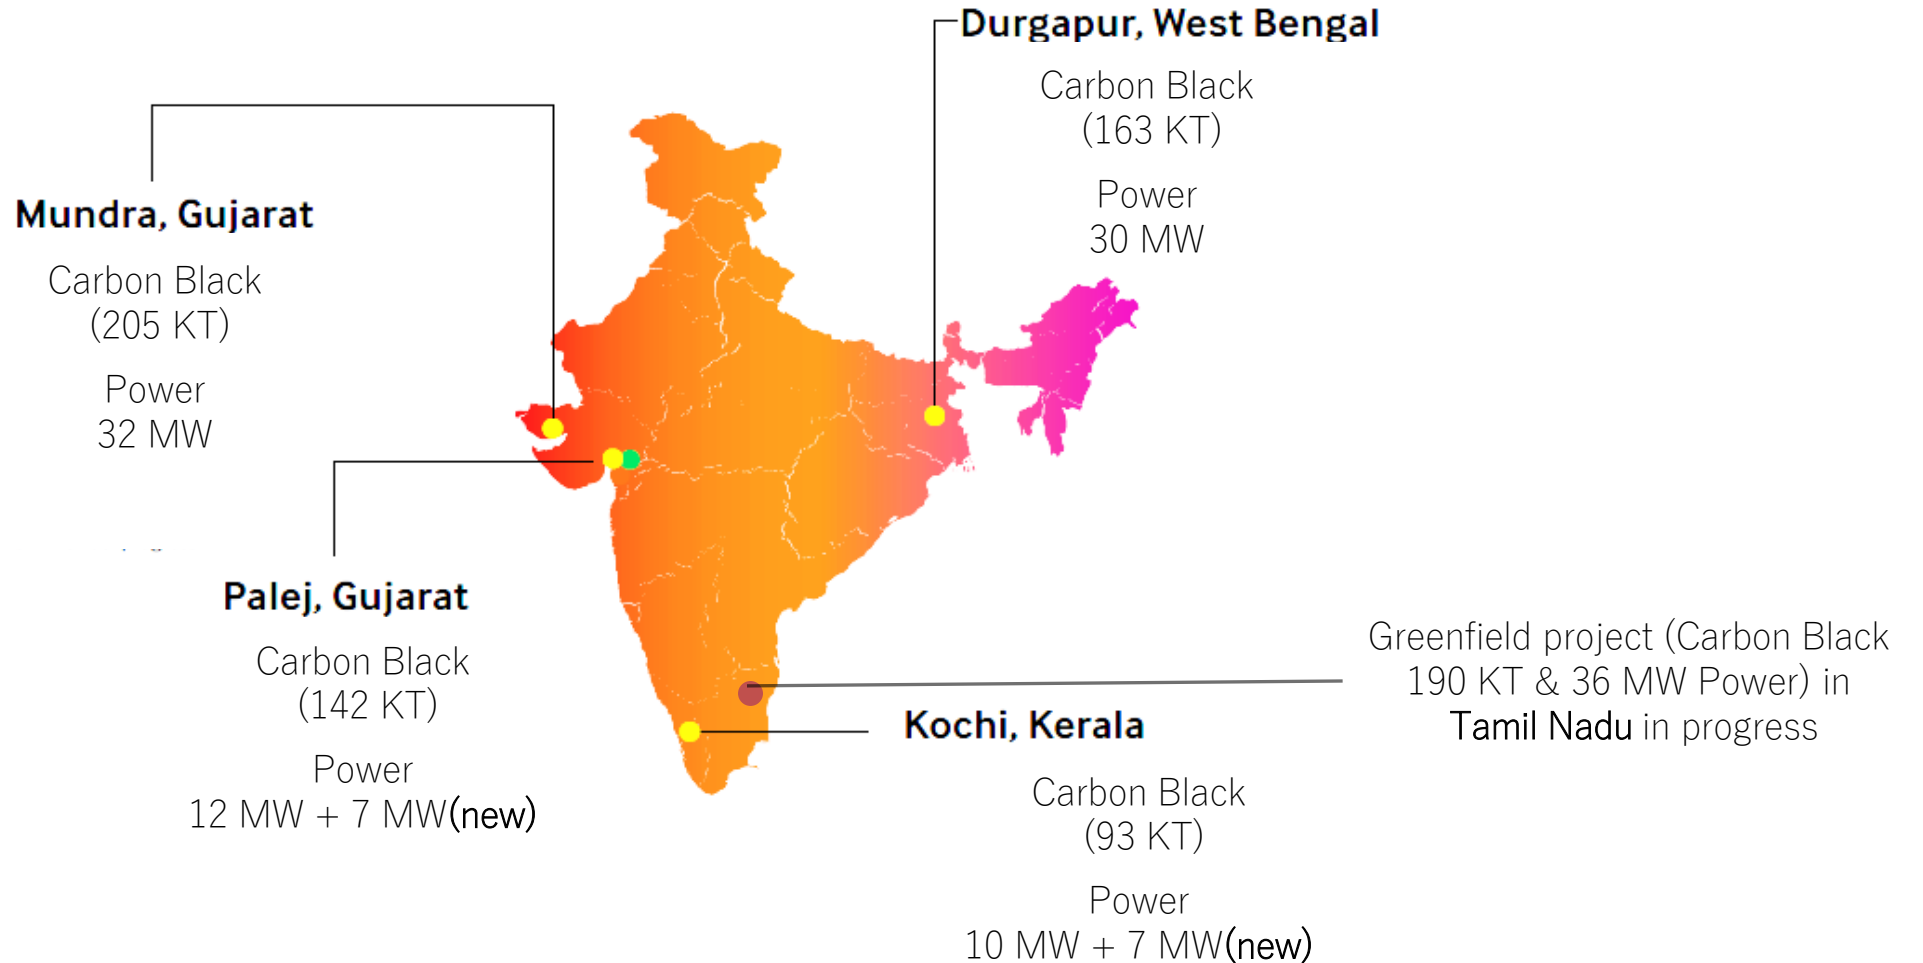 Durgapur, West Bengal
Carbon Black
(163 KT)
Power
30 MW
Mundra, Gujarat
Carbon Black
(205 KT)
Power
32 MW
Palej, Gujarat
Carbon Black
(142 KT)
Power
12 MW + 7 MW(new)
Greenfield project (Carbon Black
190 KT & 36 MW Power) in
Tamil Nadu in progress
Kochi, Kerala
Carbon Black
(93 KT)
Power
10 MW + 7 MW(new)